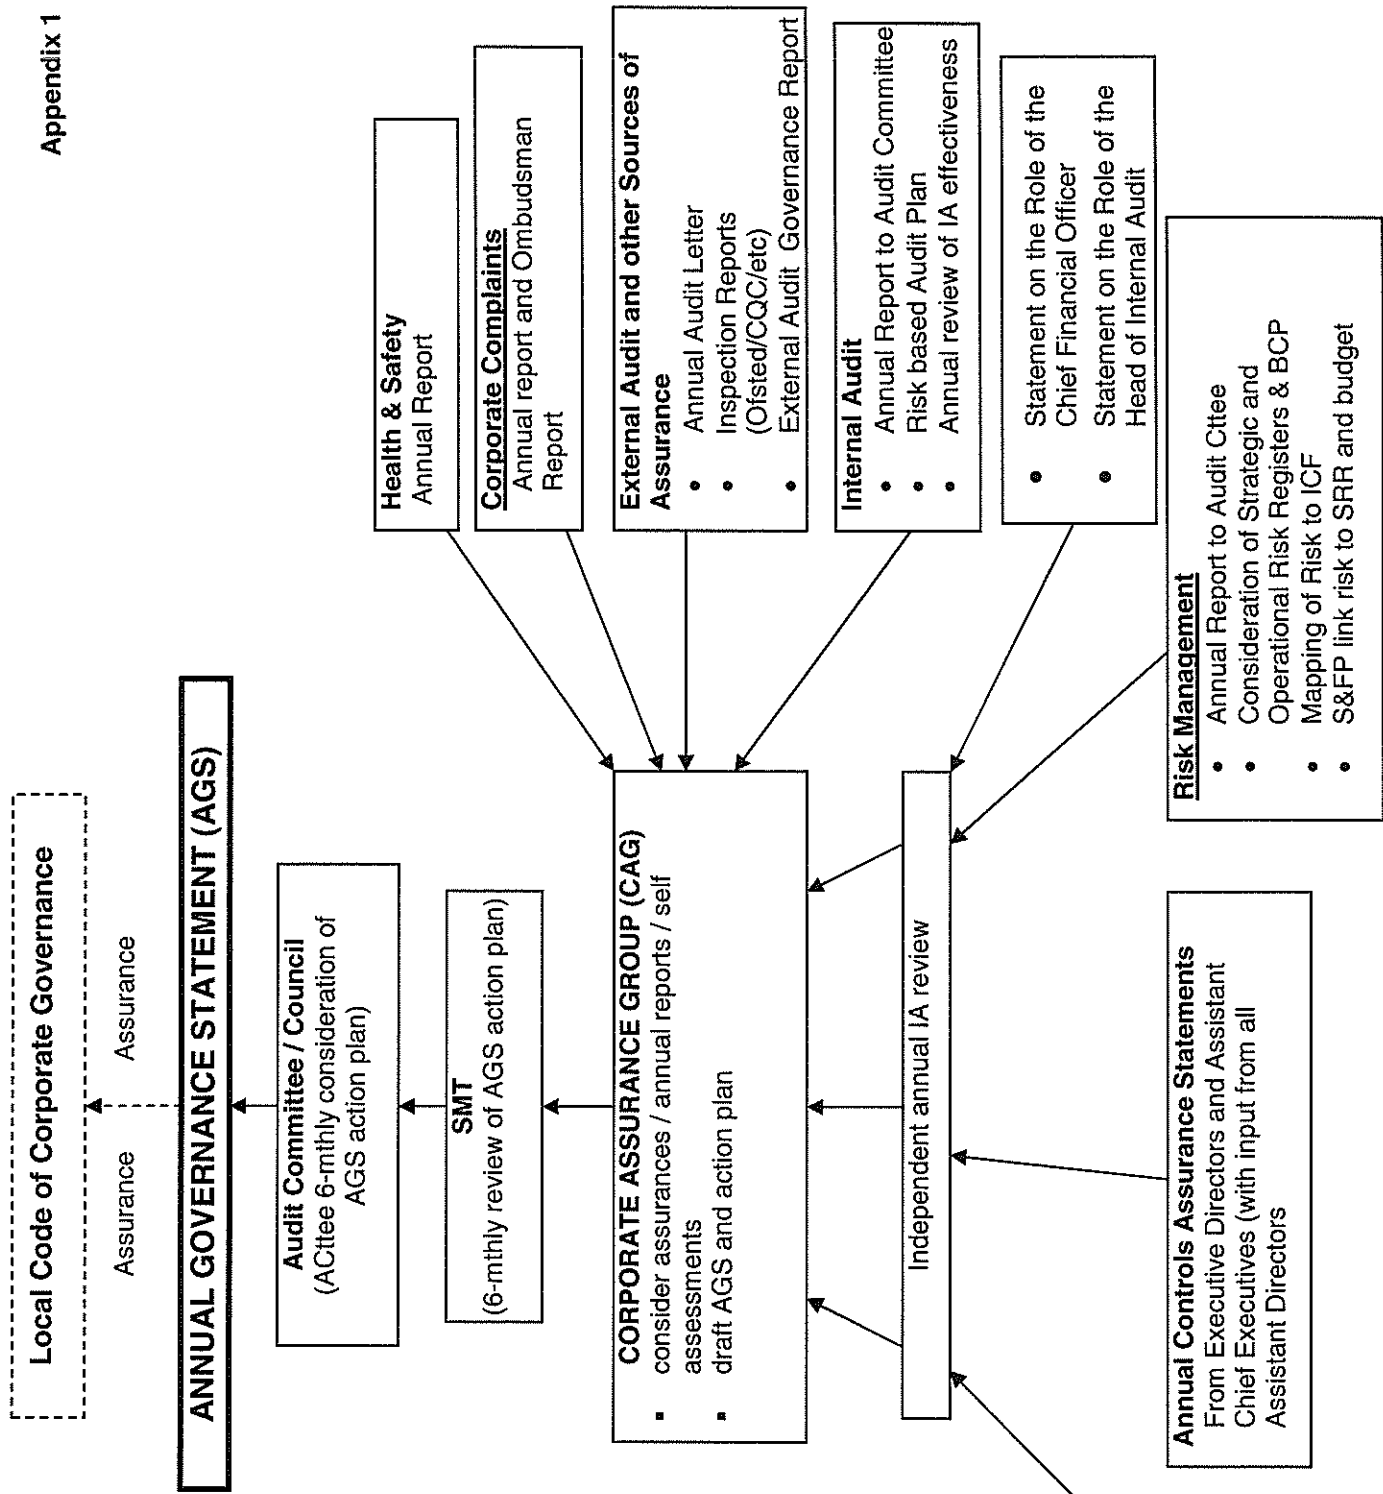 Appendix 1
Local Code of Corporate Governance
Assurance
Assurance
ANNUAL GOVERNANCE STATEMENT (AGS)
Audit Committee / Council
(ACttee 6-mthly consideration of
AGS action plan)
SMT
(6-mthly review of AGS action plan)
CORPORATE ASSURANCE GROUP (CAG)
▪ consider assurances / annual reports / self
assessments
▪ draft AGS and action plan
Independent annual IA review
Health & Safety
Annual Report
Corporate Complaints
Annual report and Ombudsman
Report
External Audit and other Sources of
Assurance
• Annual Audit Letter
• Inspection Reports
(Ofsted/CQC/etc)
• External Audit Governance Report
Internal Audit
• Annual Report to Audit Committee
• Risk based Audit Plan
• Annual review of IA effectiveness
• Statement on the Role of the
Chief Financial Officer
• Statement on the Role of the
Head of Internal Audit
Risk Management
• Annual Report to Audit Cttee
• Consideration of Strategic and
Operational Risk Registers & BCP
• Mapping of Risk to ICF
• S&FP link risk to SRR and budget
Annual Controls Assurance Statements
From Executive Directors and Assistant
Chief Executives (with input from all
Assistant Directors